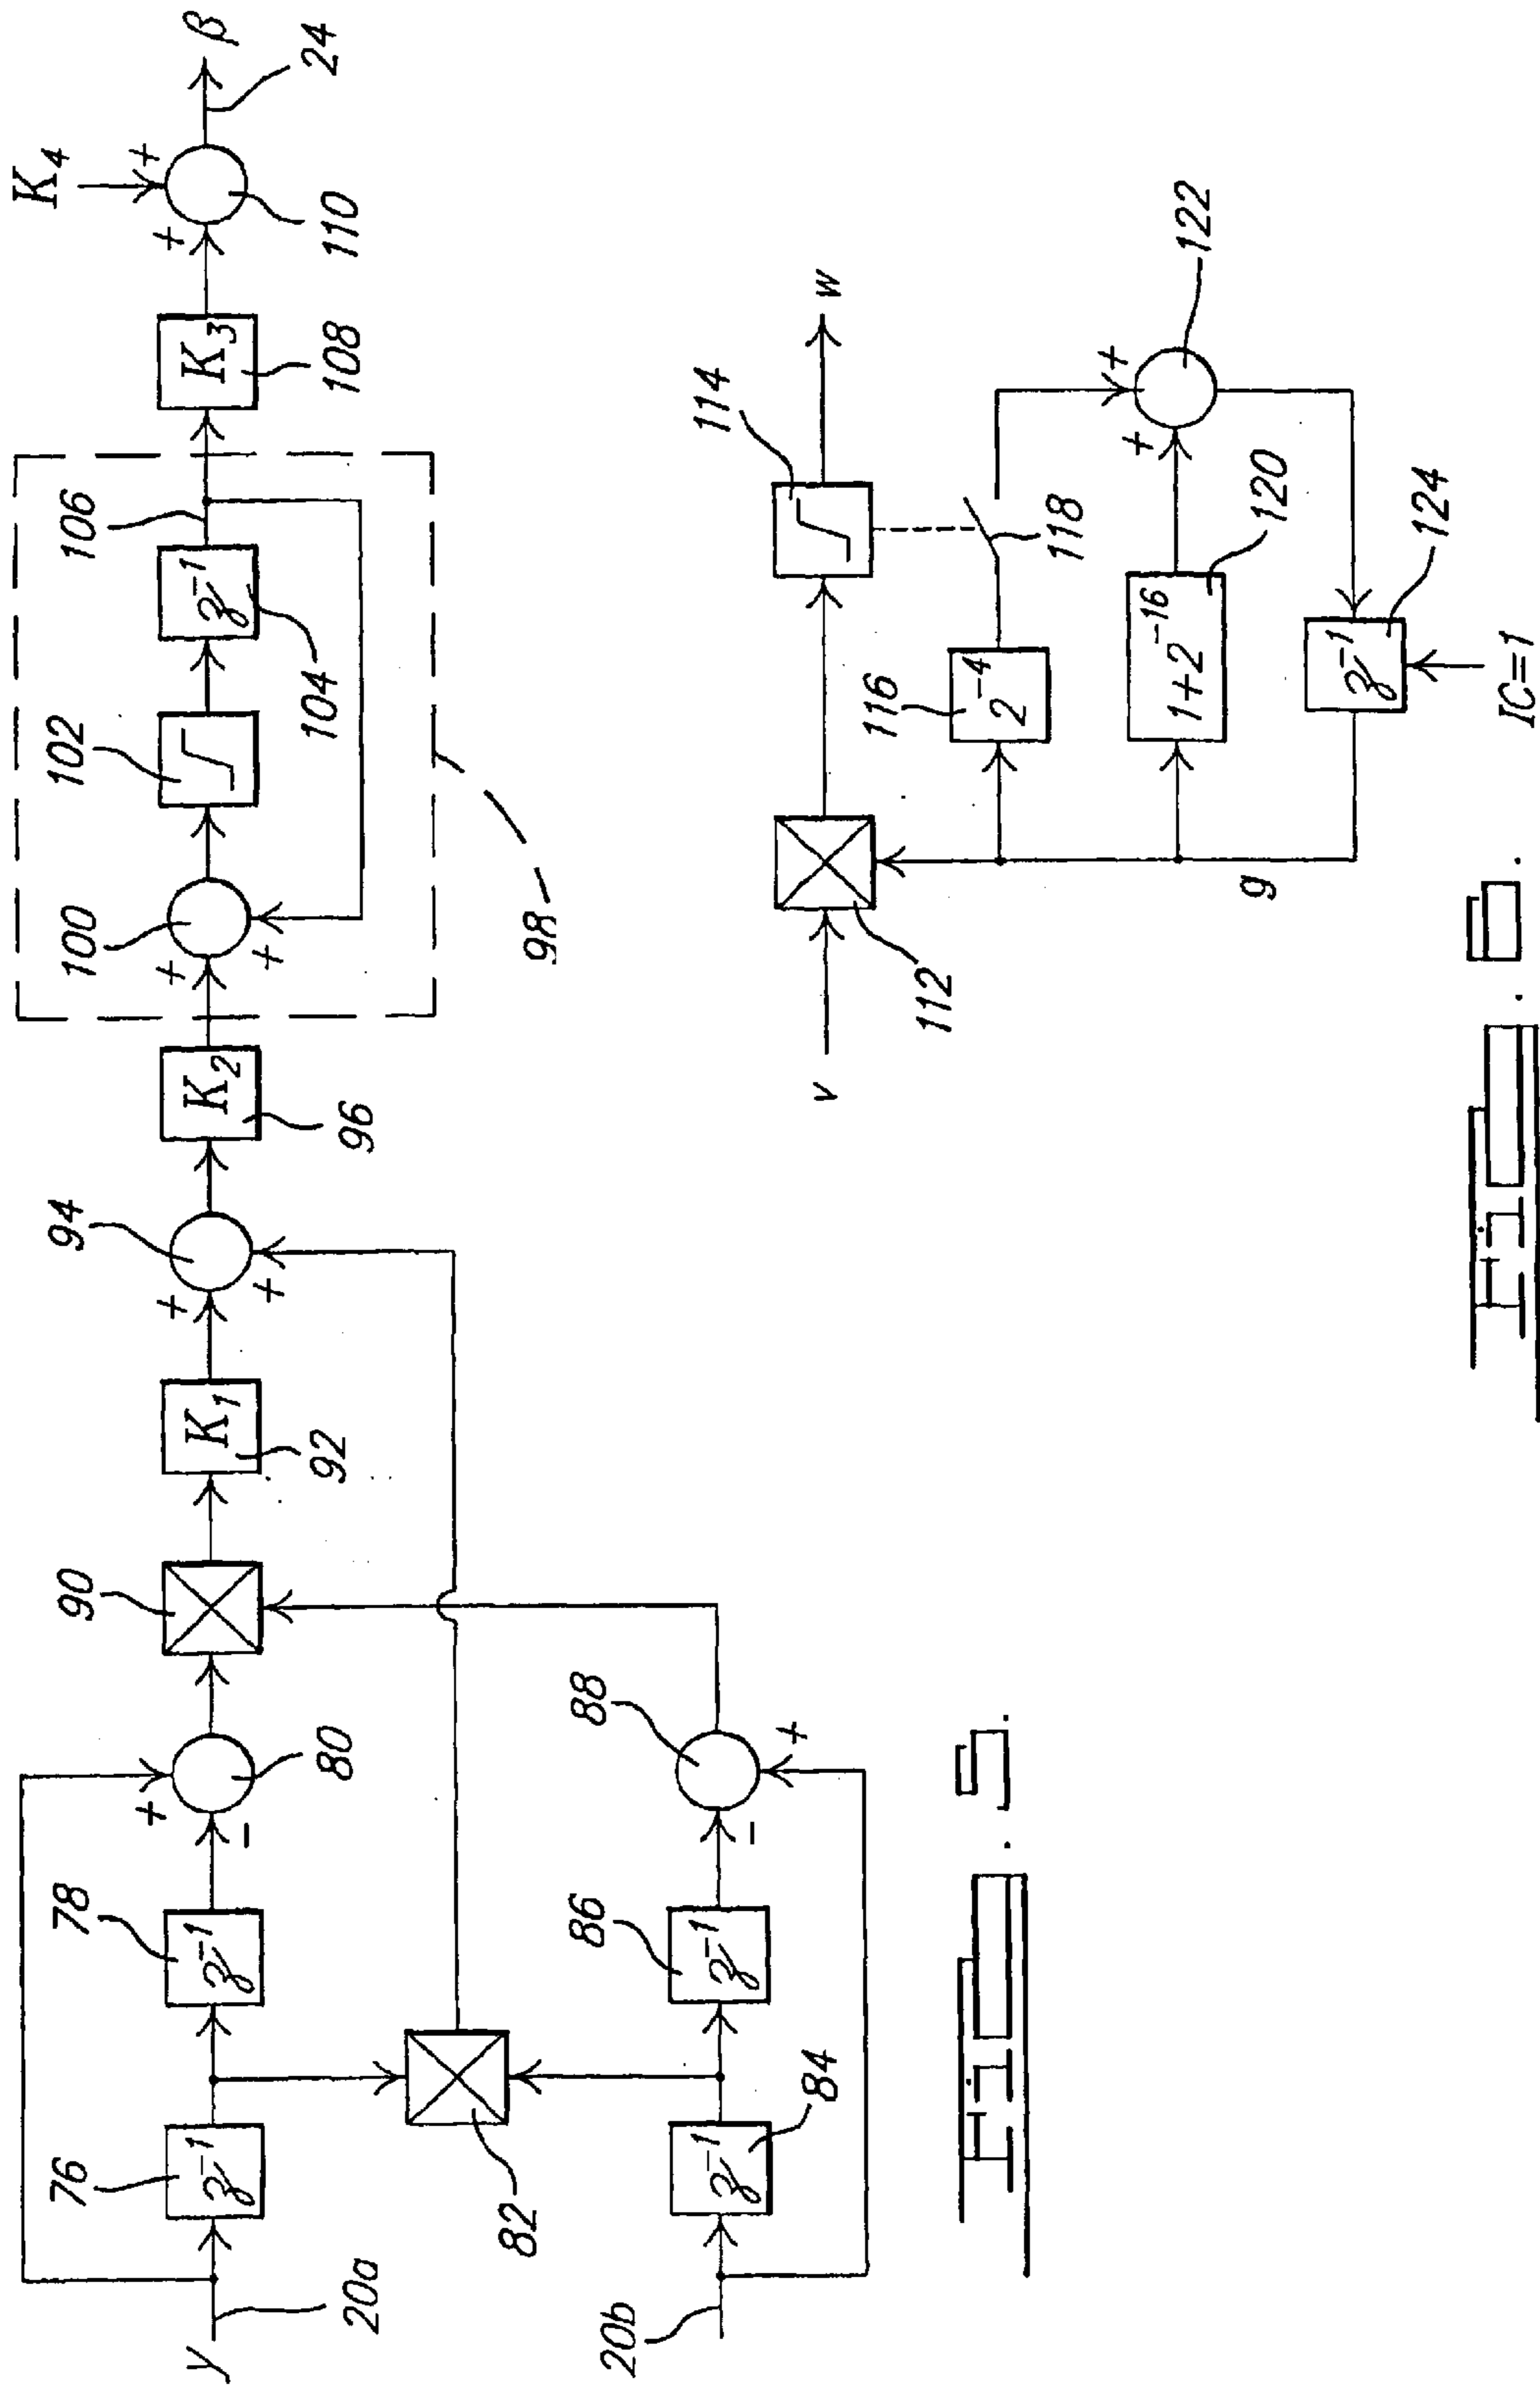 K4
+
+
β
24
110
K3
108
106
z−1
104
102
100
+
+
98
K2
96
94
+
+
K1
92
90
80
+
−
78
z−1
76
z−1
y
20a
82
88
+
−
86
z−1
84
z−1
20b
Fig. 5.
v
112
114
w
116
2−4
118
1+2−16
120
+
+
122
z−1
124
IC=1
g
Fig. 6.